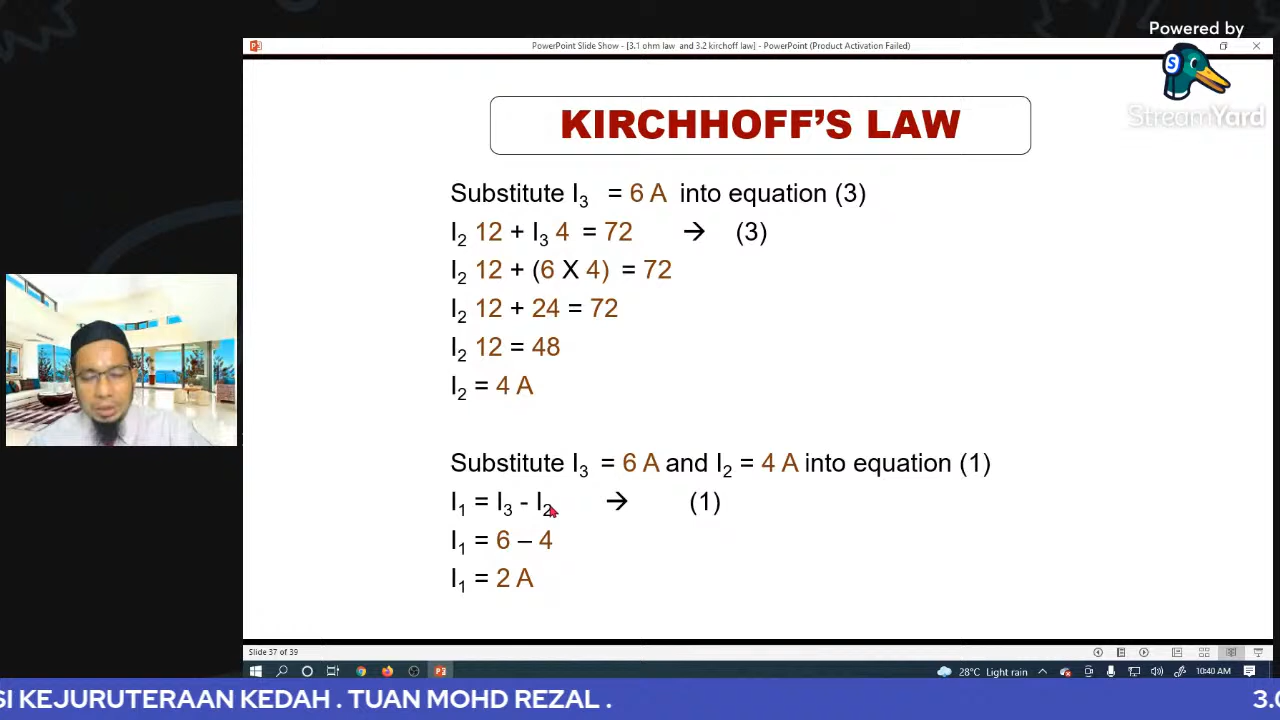 Powered by
StreamYard
PowerPoint Slide Show - [3.1 ohm law and 3.2 kirchoff law] - PowerPoint (Product Activation Failed)
KIRCHHOFF'S LAW
Substitute I₃ = 6 A into equation (3)
I₂ 12 + I₃ 4 = 72 → (3)
I₂ 12 + (6 X 4) = 72
I₂ 12 + 24 = 72
I₂ 12 = 48
I₂ = 4 A
Substitute I₃ = 6 A and I₂ = 4 A into equation (1)
I₁ = I₃ - I₂ → (1)
I₁ = 6 – 4
I₁ = 2 A
Slide 37 of 39
28°C Light rain
10:40 AM
SI KEJURUTERAAN KEDAH . TUAN MOHD REZAL .
3.0